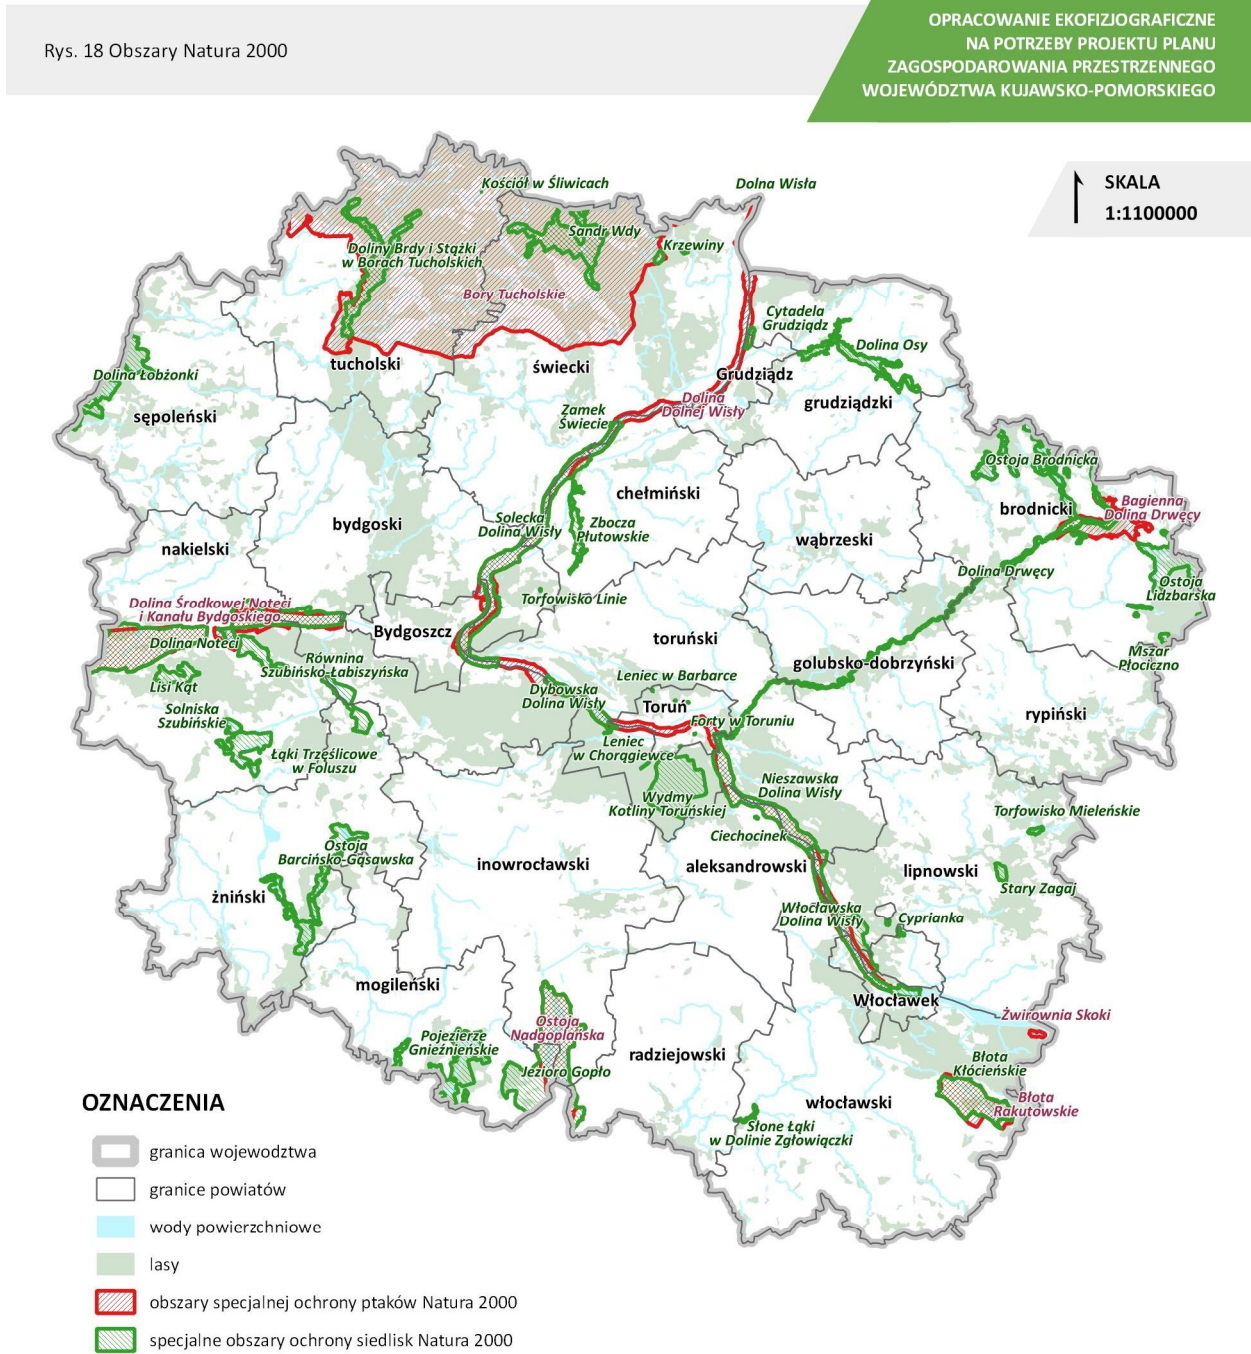 Rys. 18 Obszary Natura 2000
OPRACOWANIE EKOFIZJOGRAFICZNE
NA POTRZEBY PROJEKTU PLANU
ZAGOSPODAROWANIA PRZESTRZENNEGO
WOJEWÓDZTWA KUJAWSKO-POMORSKIEGO
SKALA
1:1100000
Kościół w Śliwicach
Dolna Wisła
Sandr Wdy
Krzewiny
Doliny Brdy i Stążki
w Borach Tucholskich
Bory Tucholskie
Cytadela
Grudziądz
Dolina Osy
tucholski
świecki
Grudziądz
Dolina Łobżonki
sępoleński
Dolina
Dolnej Wisły
grudziądzki
Zamek
Świecie
Ostoja Brodnicka
chełmiński
brodnicki
Bagienna
Dolina Drwęcy
bydgoski
Solecka
Dolina Wisły
Zbocza
Płutowskie
wąbrzeski
nakielski
Dolina Drwęcy
Ostoja
Lidzbarska
Dolina Środkowej Noteci
i Kanału Bydgoskiego
Torfowisko Linie
Bydgoszcz
toruński
Dolina Noteci
Równina
Szubińsko-Łabiszyńska
golubsko-dobrzyński
Mszar
Płociczno
Lisi Kąt
Leniec w Barbarce
Dybowska
Dolina Wisły
Toruń
Solniska
Szubińskie
Forty w Toruniu
rypiński
Leniec
w Chorągiewce
Łąki Trzęślicowe
w Foluszu
Nieszawska
Dolina Wisły
Wydmy
Kotliny Toruńskiej
Torfowisko Mieleńskie
Ciechocinek
Ostoja
Barcińsko-Gąsawska
inowrocławski
aleksandrowski
lipnowski
żniński
Stary Zagaj
Włocławska
Dolina Wisły
Cyprianka
mogileński
Włocławek
Ostoja
Nadgoplańska
Żwirownia Skoki
Pojezierze
Gnieźnieńskie
radziejowski
Jezioro Gopło
Błota
Kłócieńskie
włocławski
Błota
Rakutowskie
Słone Łąki
w Dolinie Zgłowiączki
OZNACZENIA
granica wojewodztwa
granice powiatów
wody powierzchniowe
lasy
obszary specjalnej ochrony ptaków Natura 2000
specjalne obszary ochrony siedlisk Natura 2000